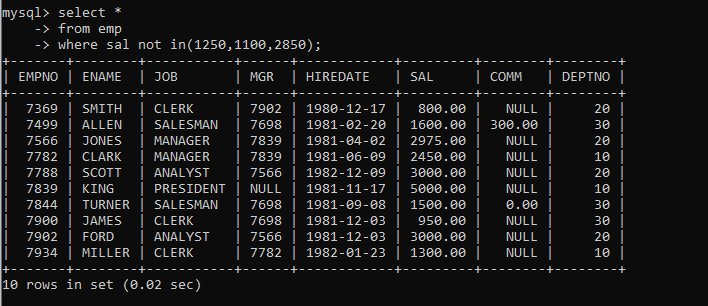 mysql> select *
    -> from emp
    -> where sal not in(1250,1100,2850);
+-------+--------+-----------+------+------------+---------+--------+--------+
| EMPNO | ENAME  | JOB       | MGR  | HIREDATE   | SAL     | COMM   | DEPTNO |
+-------+--------+-----------+------+------------+---------+--------+--------+
|  7369 | SMITH  | CLERK     | 7902 | 1980-12-17 |  800.00 |   NULL |     20 |
|  7499 | ALLEN  | SALESMAN  | 7698 | 1981-02-20 | 1600.00 | 300.00 |     30 |
|  7566 | JONES  | MANAGER   | 7839 | 1981-04-02 | 2975.00 |   NULL |     20 |
|  7782 | CLARK  | MANAGER   | 7839 | 1981-06-09 | 2450.00 |   NULL |     10 |
|  7788 | SCOTT  | ANALYST   | 7566 | 1982-12-09 | 3000.00 |   NULL |     20 |
|  7839 | KING   | PRESIDENT | NULL | 1981-11-17 | 5000.00 |   NULL |     10 |
|  7844 | TURNER | SALESMAN  | 7698 | 1981-09-08 | 1500.00 |   0.00 |     30 |
|  7900 | JAMES  | CLERK     | 7698 | 1981-12-03 |  950.00 |   NULL |     30 |
|  7902 | FORD   | ANALYST   | 7566 | 1981-12-03 | 3000.00 |   NULL |     20 |
|  7934 | MILLER | CLERK     | 7782 | 1982-01-23 | 1300.00 |   NULL |     10 |
+-------+--------+-----------+------+------------+---------+--------+--------+
10 rows in set (0.02 sec)